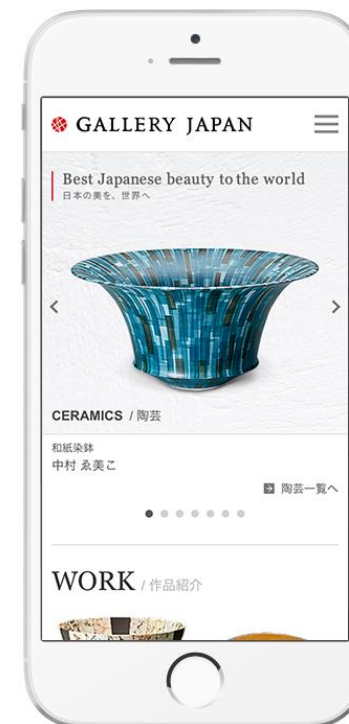 GALLERY JAPAN
Best Japanese beauty to the world
日本の美を、世界へ
CERAMICS / 陶芸
和紙染鉢
中村 ゑ美こ
陶芸一覧へ
WORK / 作品紹介